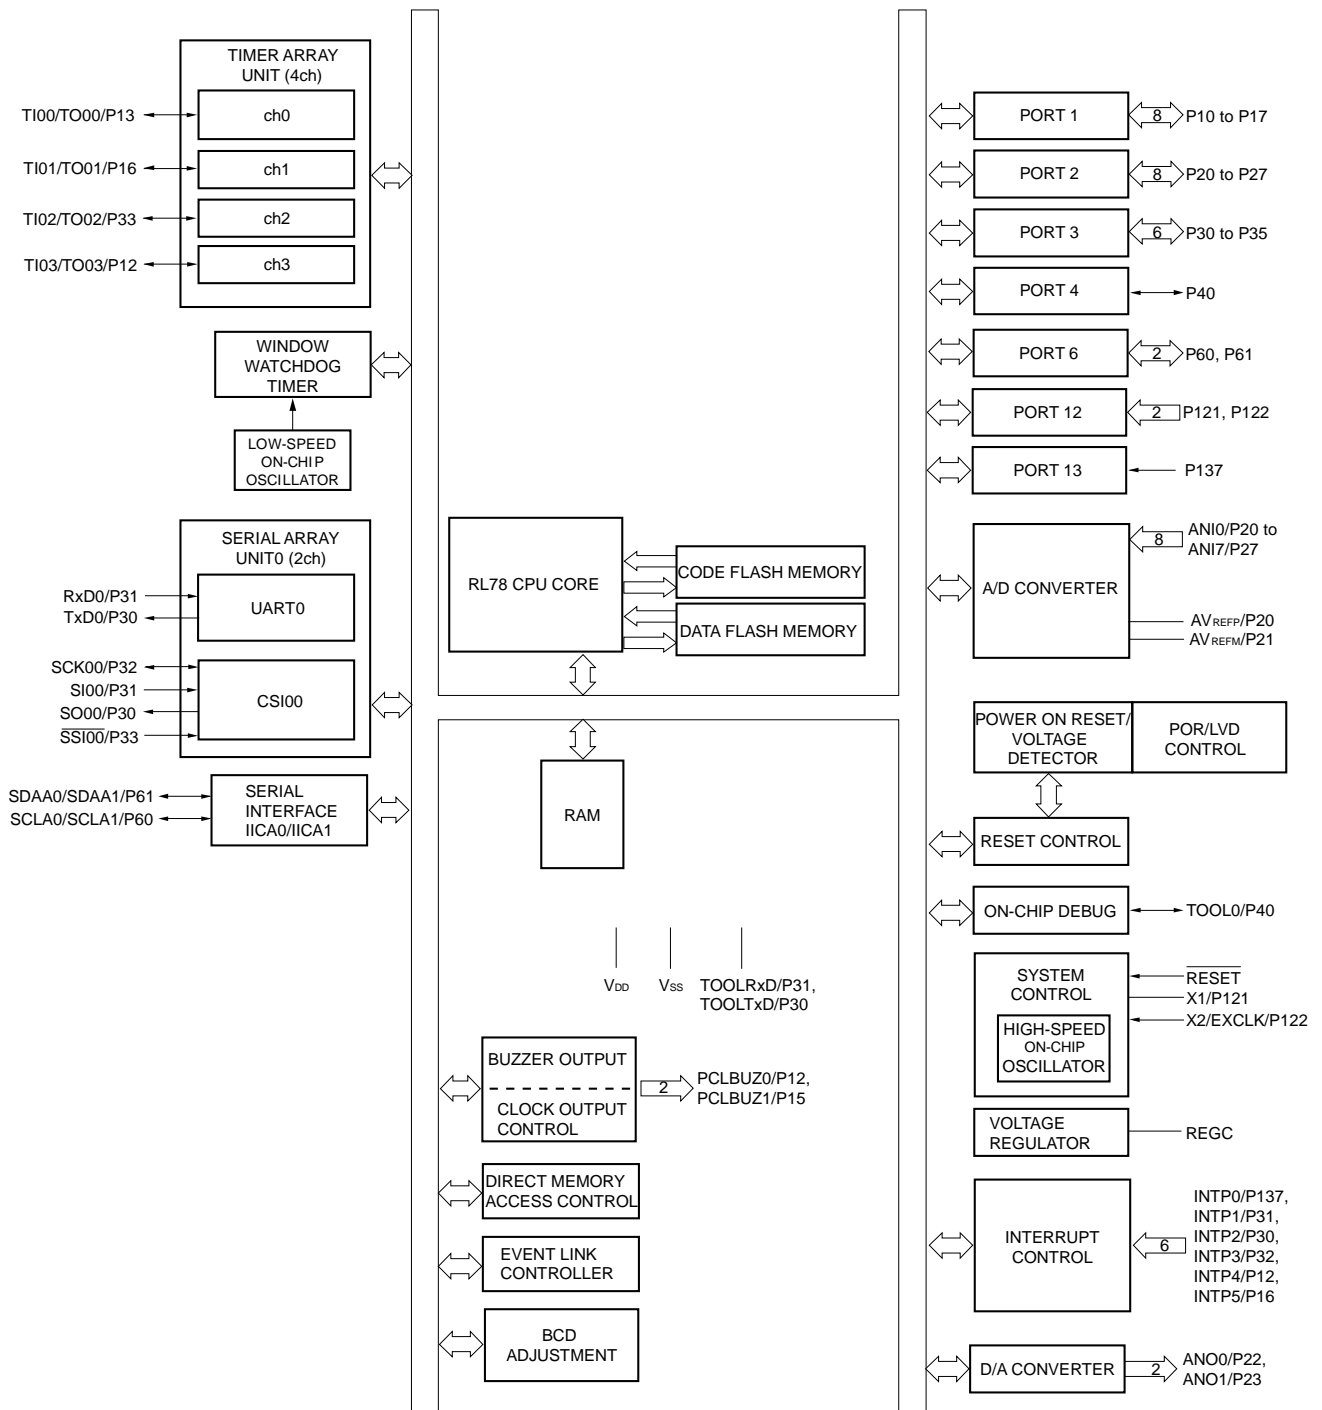 TIMER ARRAY
UNIT (4ch)
TI00/TO00/P13
ch0
TI01/TO01/P16
ch1
TI02/TO02/P33
ch2
TI03/TO03/P12
ch3
WINDOW
WATCHDOG
TIMER
LOW-SPEED
ON-CHIP
OSCILLATOR
SERIAL ARRAY
UNIT0 (2ch)
RxD0/P31
TxD0/P30
UART0
SCK00/P32
SI00/P31
SO00/P30
SSI00/P33
CSI00
SDAA0/SDAA1/P61
SCLA0/SCLA1/P60
SERIAL
INTERFACE
IICA0/IICA1
RL78 CPU CORE
CODE FLASH MEMORY
DATA FLASH MEMORY
RAM
VDD
VSS
TOOLRxD/P31,
TOOLTxD/P30
BUZZER OUTPUT
CLOCK OUTPUT
CONTROL
2
PCLBUZ0/P12,
PCLBUZ1/P15
DIRECT MEMORY
ACCESS CONTROL
EVENT LINK
CONTROLLER
BCD
ADJUSTMENT
PORT 1
8
P10 to P17
PORT 2
8
P20 to P27
PORT 3
6
P30 to P35
PORT 4
P40
PORT 6
2
P60, P61
PORT 12
2
P121, P122
PORT 13
P137
A/D CONVERTER
8
ANI0/P20 to
ANI7/P27
AVREFP/P20
AVREFM/P21
POWER ON RESET/
VOLTAGE
DETECTOR
POR/LVD
CONTROL
RESET CONTROL
ON-CHIP DEBUG
TOOL0/P40
SYSTEM
CONTROL
HIGH-SPEED
ON-CHIP
OSCILLATOR
RESET
X1/P121
X2/EXCLK/P122
VOLTAGE
REGULATOR
REGC
INTERRUPT
CONTROL
6
INTP0/P137,
INTP1/P31,
INTP2/P30,
INTP3/P32,
INTP4/P12,
INTP5/P16
D/A CONVERTER
2
ANO0/P22,
ANO1/P23